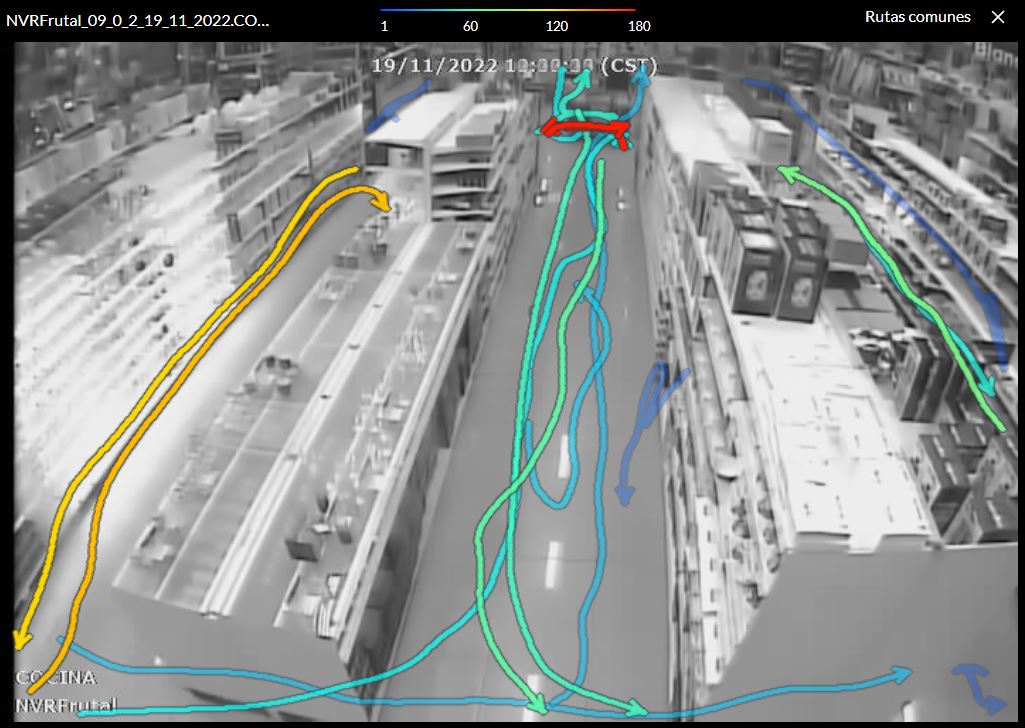 NVRFrutal_09_0_2_19_11_2022.CO...
1 60 120 180
Rutas comunes
19/11/2022 (CST)
COCINA
NVRFrutal